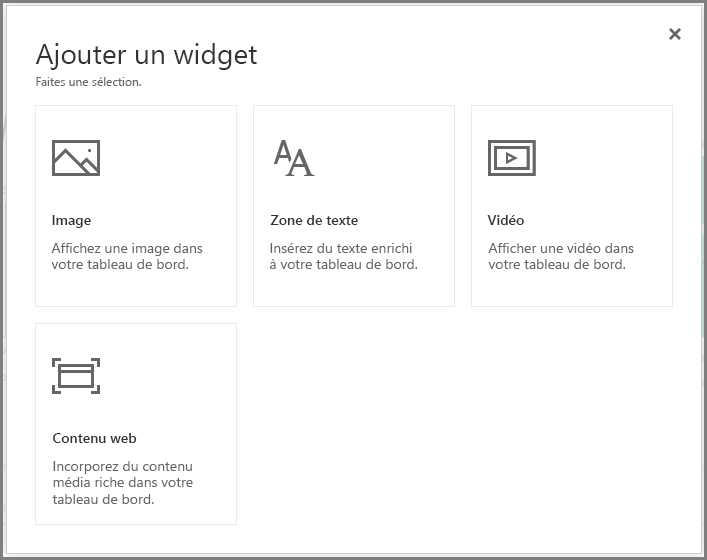 Ajouter un widget
Faites une sélection.
Image
Affichez une image dans
votre tableau de bord.
Zone de texte
Insérez du texte enrichi
à votre tableau de bord.
Vidéo
Afficher une vidéo dans
votre tableau de bord.
Contenu web
Incorporez du contenu
média riche dans votre
tableau de bord.